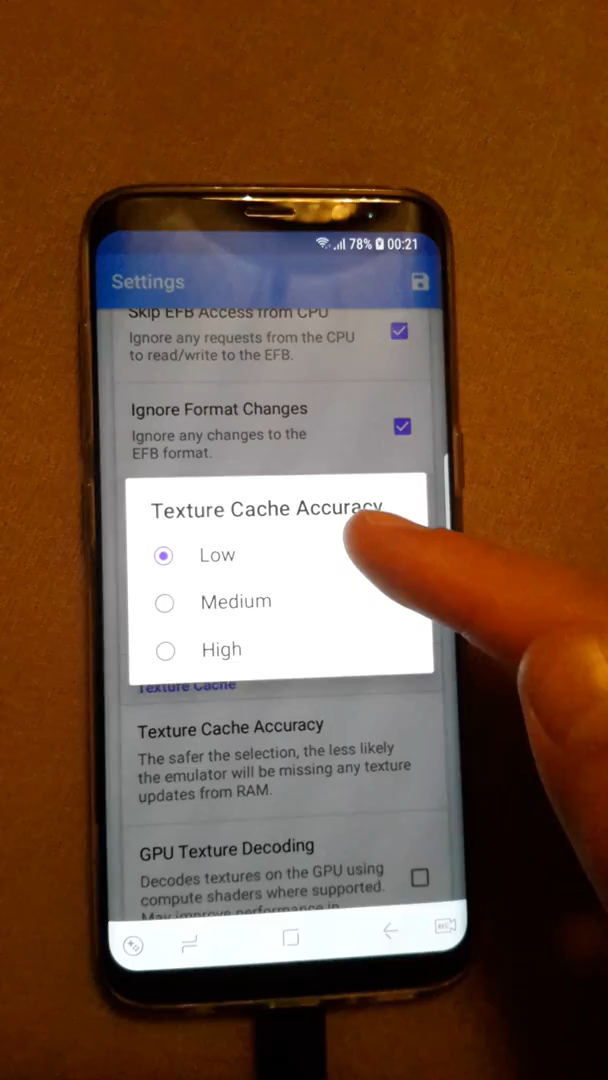 78% 00:21
Settings
Skip EFB Access from CPU
Ignore any requests from the CPU
to read/write to the EFB.
Ignore Format Changes
Ignore any changes to the
EFB format.
Texture Cache Accuracy
Low
Medium
High
Texture Cache
Texture Cache Accuracy
The safer the selection, the less likely
the emulator will be missing any texture
updates from RAM.
GPU Texture Decoding
Decodes textures on the GPU using
compute shaders where supported.
May improve performance in
REC